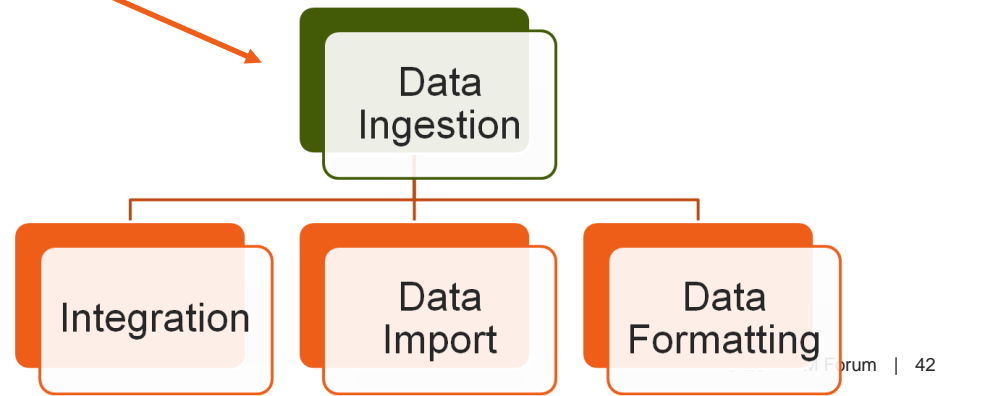 Data
Ingestion
Integration
Data
Import
Data
Formatting
Forum | 42